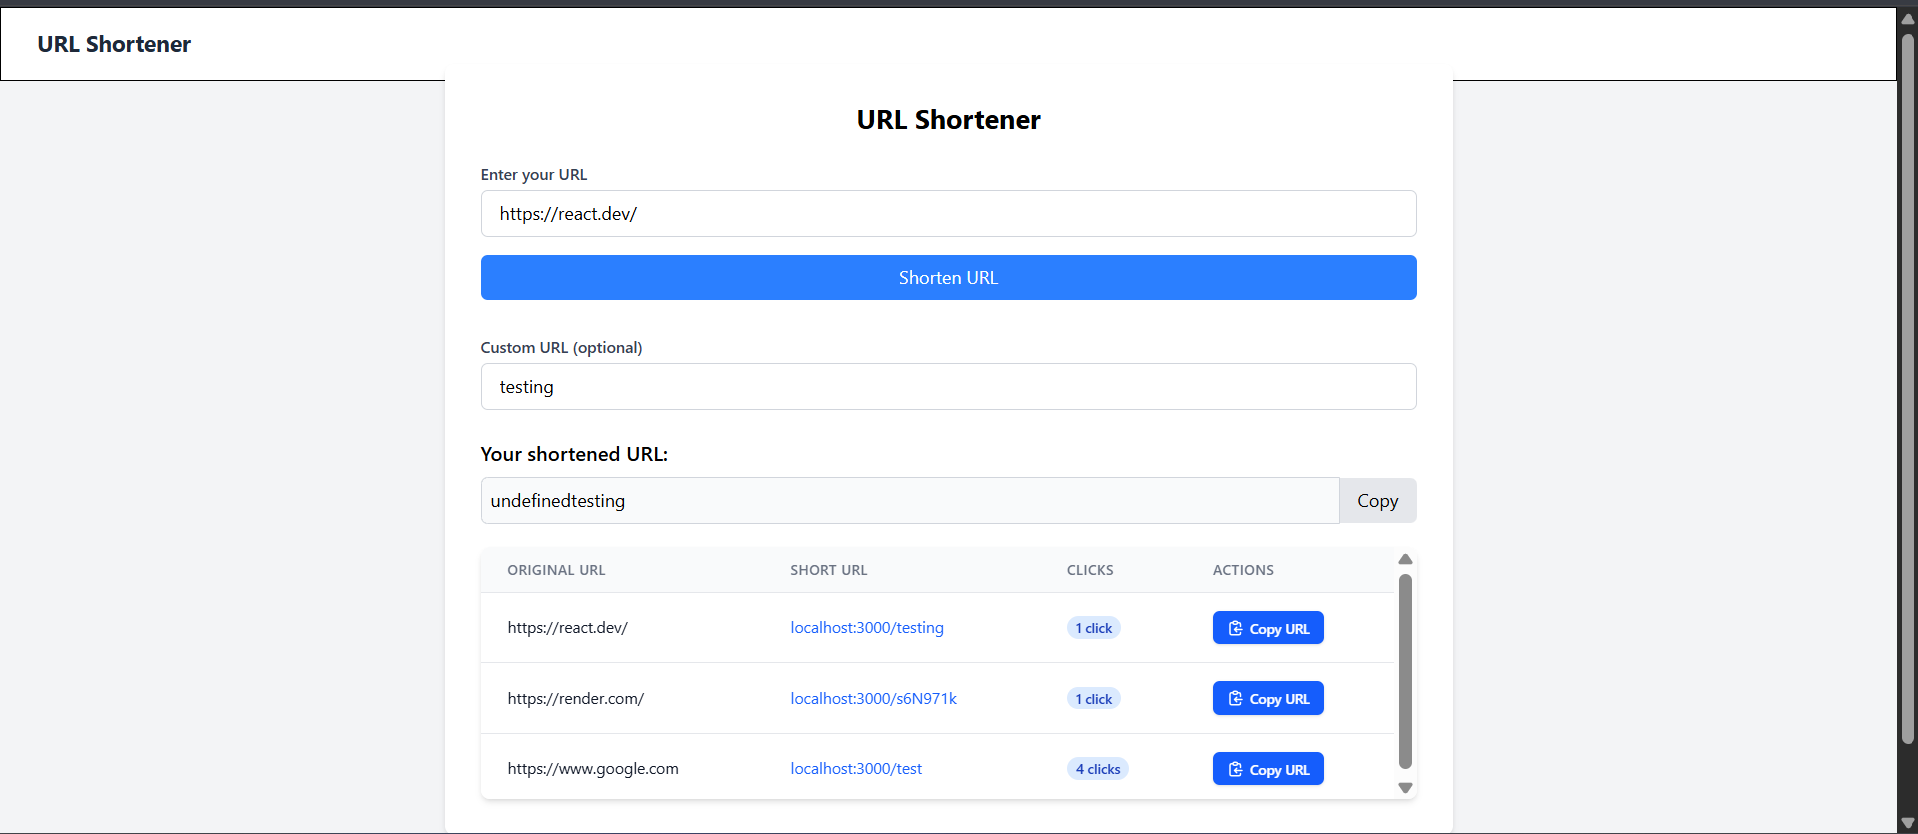 URL Shortener
URL Shortener
Enter your URL
https://react.dev/
Shorten URL
Custom URL (optional)
testing
Your shortened URL:
undefinedtesting Copy
ORIGINAL URL SHORT URL CLICKS ACTIONS
https://react.dev/ localhost:3000/testing 1 click Copy URL
https://render.com/ localhost:3000/s6N971k 1 click Copy URL
https://www.google.com localhost:3000/test 4 clicks Copy URL